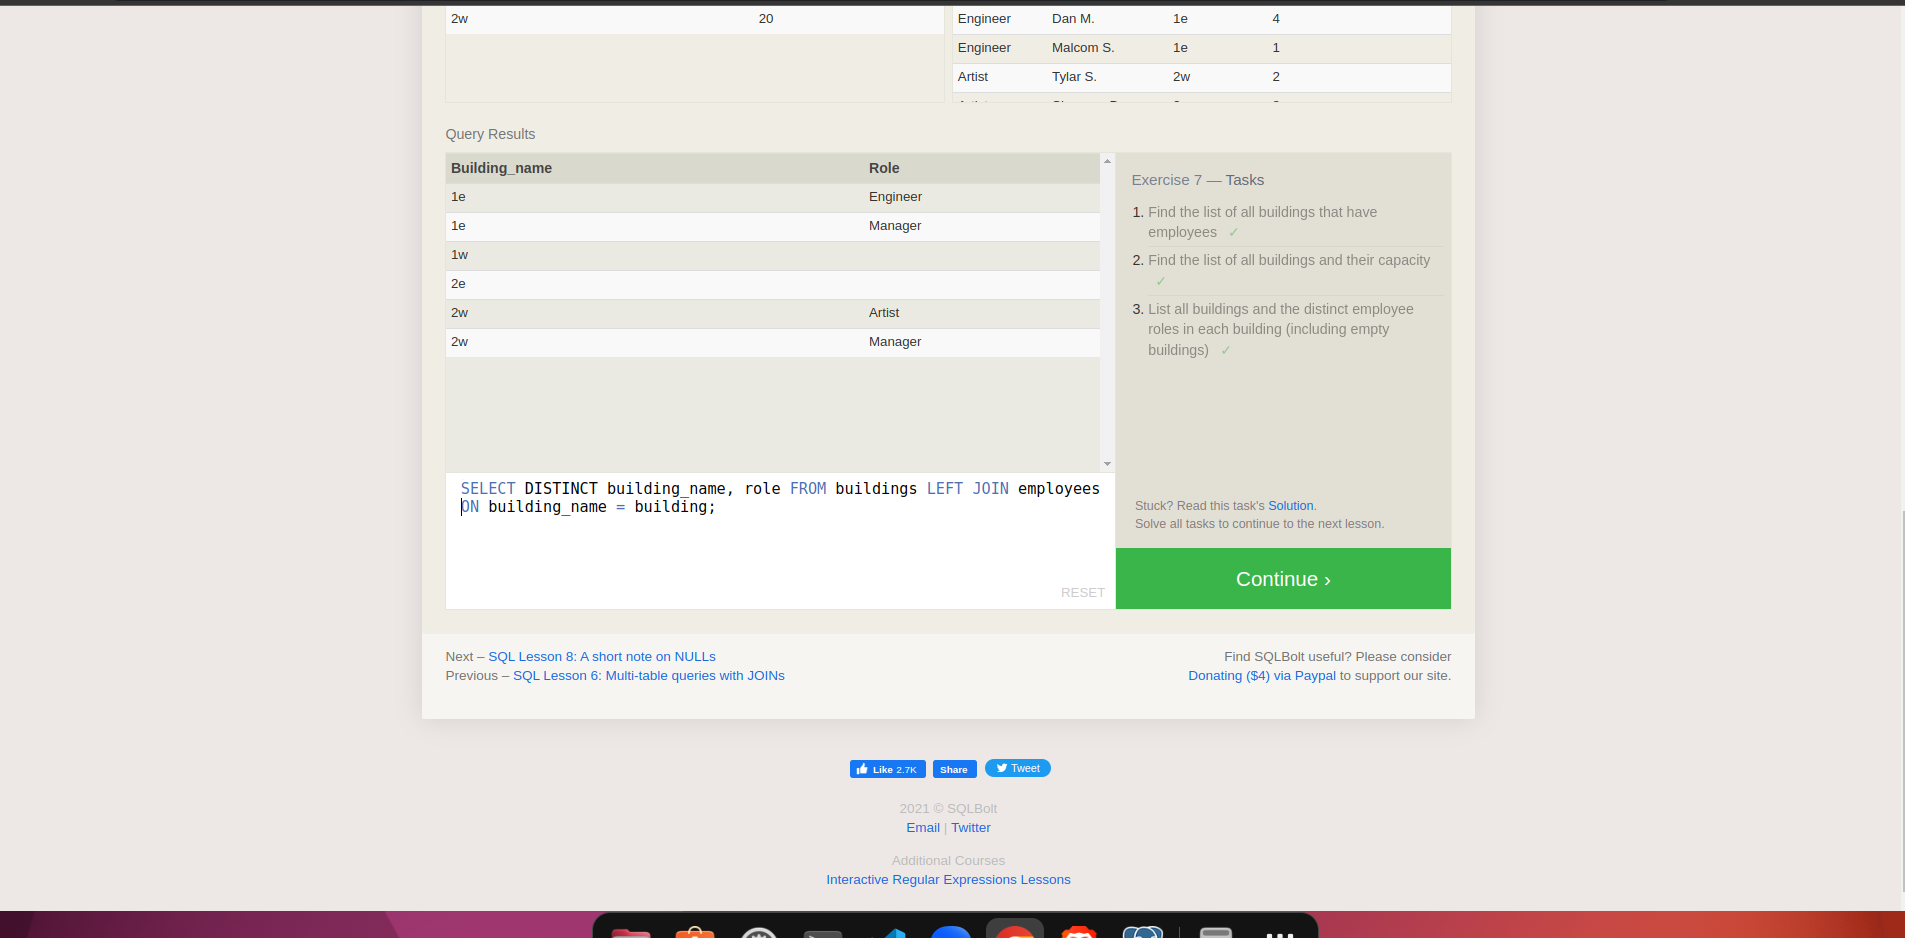 2w 20
Engineer Dan M. 1e 4
Engineer Malcom S. 1e 1
Artist Tylar S. 2w 2
Query Results
Building_name Role
1e Engineer
1e Manager
1w
2e
2w Artist
2w Manager
SELECT DISTINCT building_name, role FROM buildings LEFT JOIN employees
ON building_name = building;
RESET
Exercise 7 — Tasks
1. Find the list of all buildings that have
employees ✓
2. Find the list of all buildings and their capacity
✓
3. List all buildings and the distinct employee
roles in each building (including empty
buildings) ✓
Stuck? Read this task's Solution.
Solve all tasks to continue to the next lesson.
Continue ›
Next – SQL Lesson 8: A short note on NULLs
Previous – SQL Lesson 6: Multi-table queries with JOINs
Find SQLBolt useful? Please consider
Donating ($4) via Paypal to support our site.
Like 2.7K Share Tweet
2021 © SQLBolt
Email | Twitter
Additional Courses
Interactive Regular Expressions Lessons